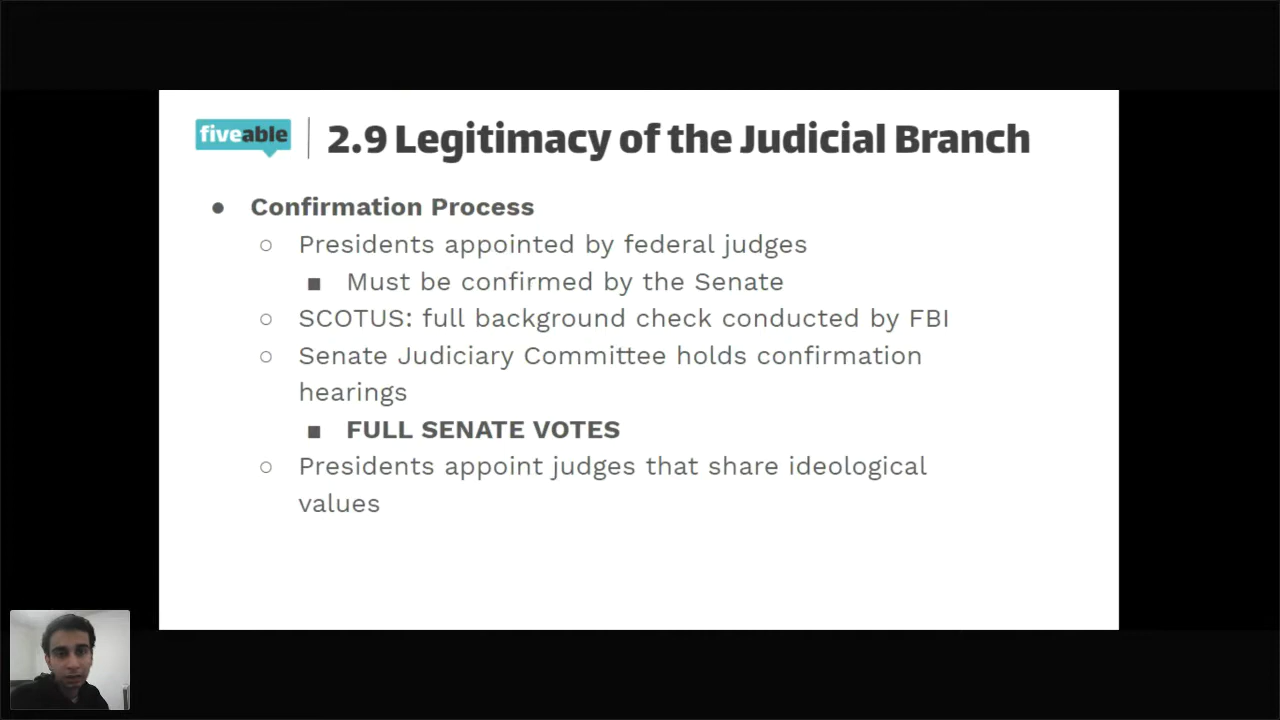 fiveable
2.9 Legitimacy of the Judicial Branch
● Confirmation Process
○ Presidents appointed by federal judges
■ Must be confirmed by the Senate
○ SCOTUS: full background check conducted by FBI
○ Senate Judiciary Committee holds confirmation
hearings
■ FULL SENATE VOTES
○ Presidents appoint judges that share ideological
values